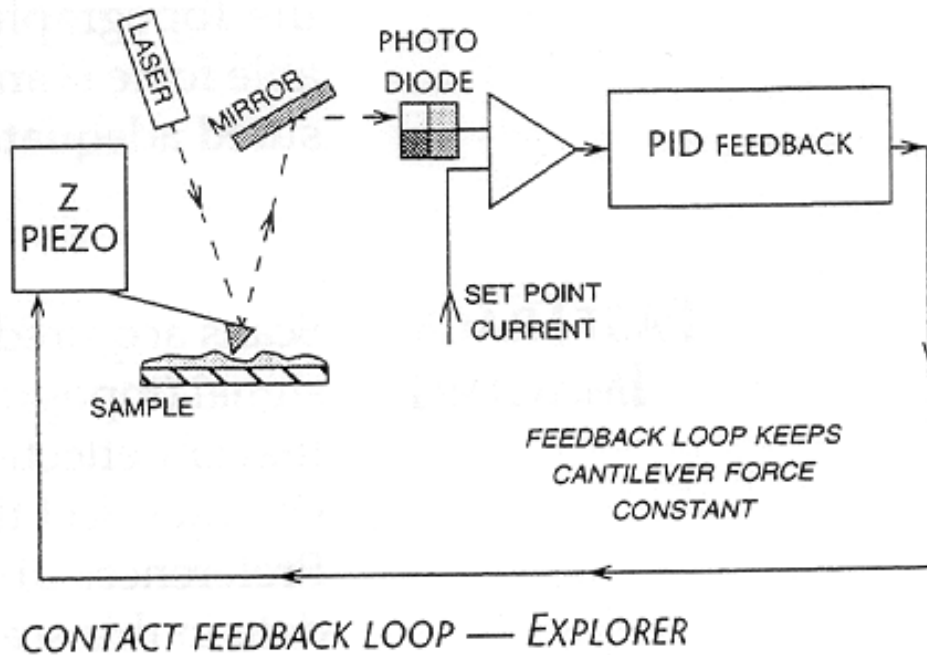 LASER
MIRROR
PHOTO
DIODE
PID FEEDBACK
Z
PIEZO
SET POINT
CURRENT
SAMPLE
FEEDBACK LOOP KEEPS
CANTILEVER FORCE
CONSTANT
CONTACT FEEDBACK LOOP — EXPLORER